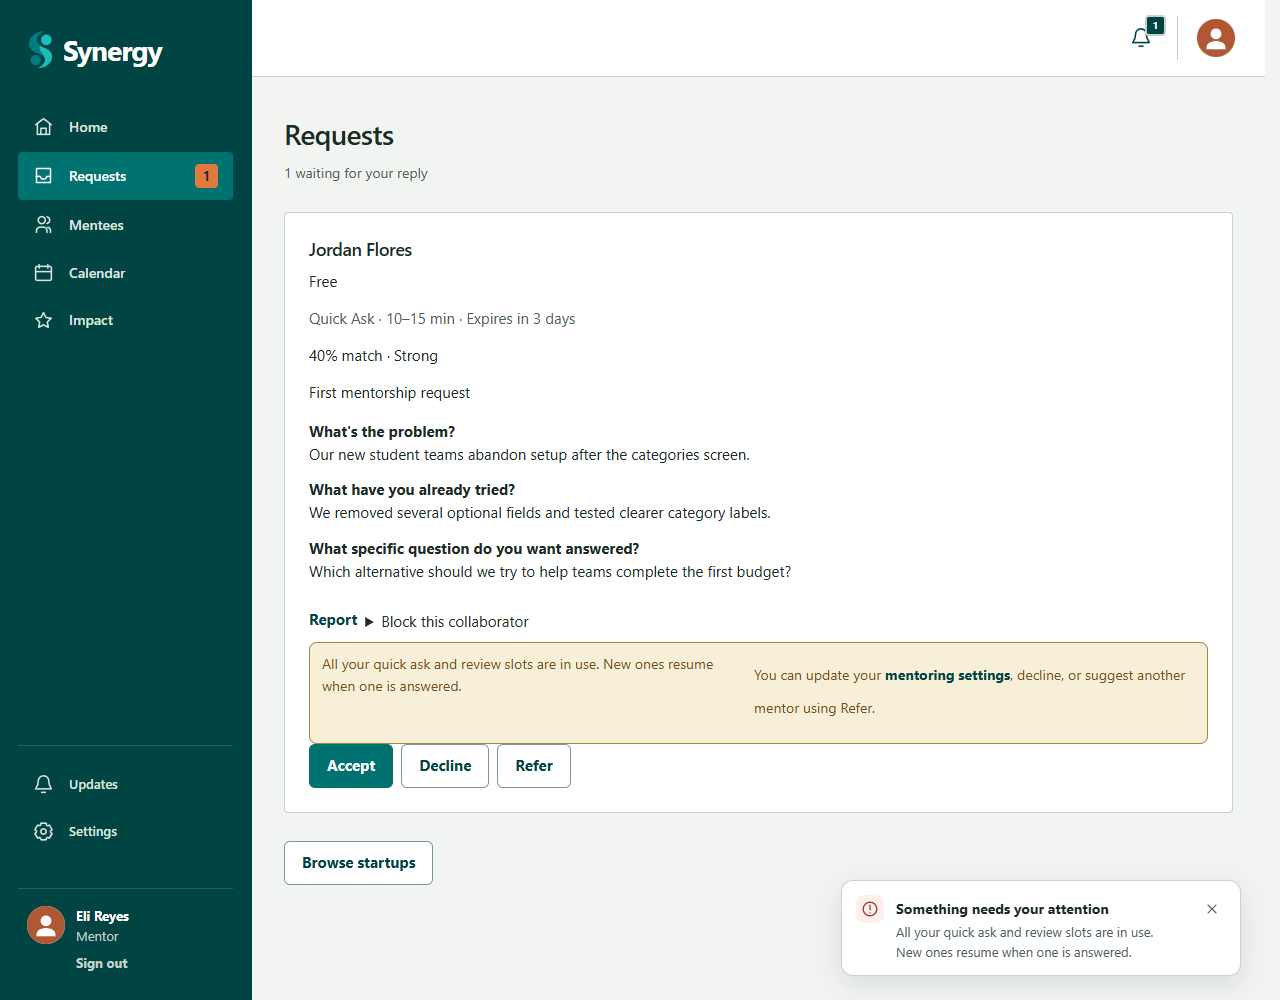 Synergy
1
Home
Requests 1
Mentees
Calendar
Impact
Updates
Settings
Eli Reyes
Mentor
Sign out
Requests
1 waiting for your reply
Jordan Flores
Free
Quick Ask · 10–15 min · Expires in 3 days
40% match · Strong
First mentorship request
What's the problem?
Our new student teams abandon setup after the categories screen.
What have you already tried?
We removed several optional fields and tested clearer category labels.
What specific question do you want answered?
Which alternative should we try to help teams complete the first budget?
Report ▶ Block this collaborator
All your quick ask and review slots are in use. New ones resume
when one is answered.
You can update your mentoring settings, decline, or suggest another
mentor using Refer.
Accept Decline Refer
Browse startups
Something needs your attention
All your quick ask and review slots are in use.
New ones resume when one is answered.